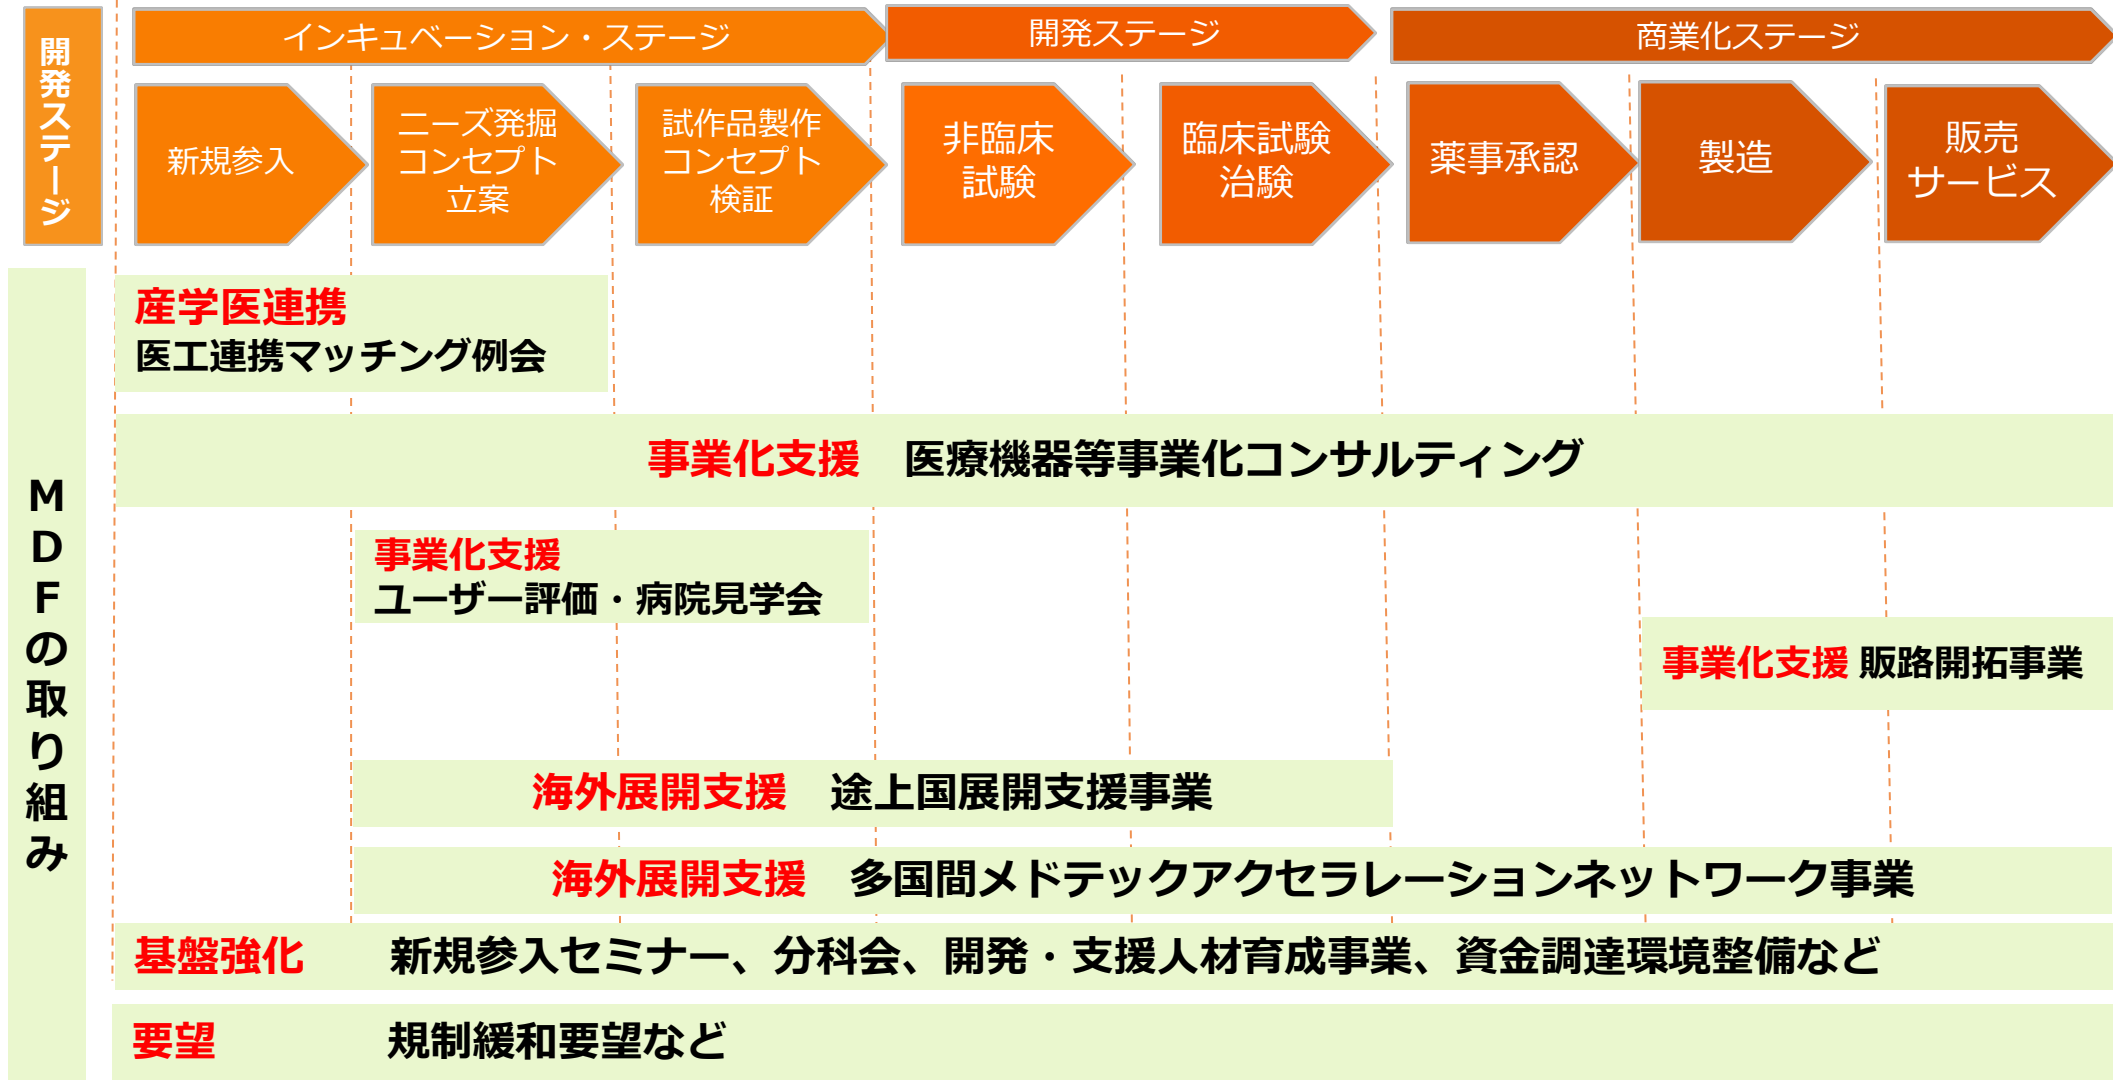 開発ステージ
インキュベーション・ステージ
開発ステージ
商業化ステージ
新規参入
ニーズ発掘
コンセプト
立案
試作品製作
コンセプト
検証
非臨床
試験
臨床試験
治験
薬事承認
製造
販売
サービス
MDFの取り組み
産学医連携
医工連携マッチング例会
事業化支援 医療機器等事業化コンサルティング
事業化支援
ユーザー評価・病院見学会
事業化支援 販路開拓事業
海外展開支援 途上国展開支援事業
海外展開支援 多国間メドテックアクセラレーションネットワーク事業
基盤強化 新規参入セミナー、分科会、開発・支援人材育成事業、資金調達環境整備など
要望 規制緩和要望など